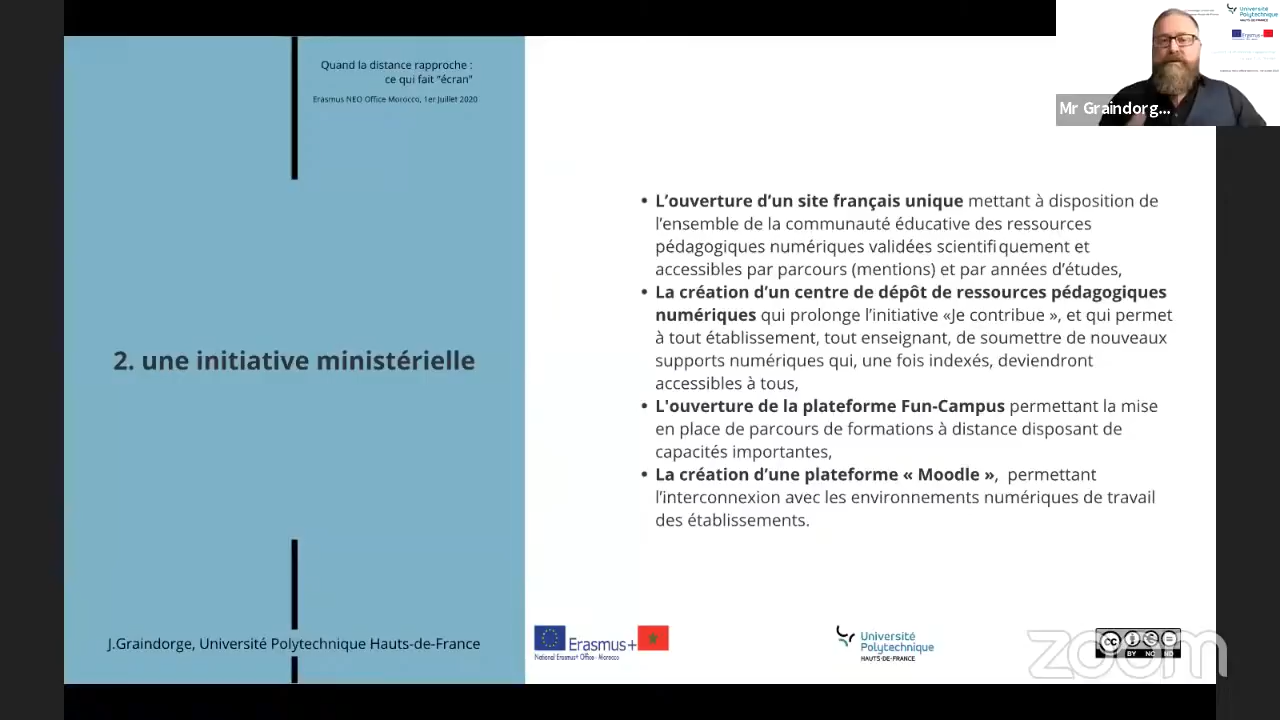 Quand la distance rapproche :
ce qui fait "écran"
Erasmus NEO Office Morocco, 1er Juillet 2020
2. une initiative ministérielle
J.Graindorge, Université Polytechnique Hauts-de-France
• L’ouverture d’un site français unique mettant à disposition de
l’ensemble de la communauté éducative des ressources
pédagogiques numériques validées scientifiquement et
accessibles par parcours (mentions) et par années d’études,
• La création d’un centre de dépôt de ressources pédagogiques
numériques qui prolonge l’initiative «Je contribue », et qui permet
à tout établissement, tout enseignant, de soumettre de nouveaux
supports numériques qui, une fois indexés, deviendront
accessibles à tous,
• L'ouverture de la plateforme Fun-Campus permettant la mise
en place de parcours de formations à distance disposant de
capacités importantes,
• La création d’une plateforme « Moodle », permettant
l’interconnexion avec les environnements numériques de travail
des établissements.
Erasmus+
National Erasmus+ Office - Morocco
Université
Polytechnique
HAUTS-DE-FRANCE
cc
BY NC ND
zoom
Université
Polytechnique
HAUTS-DE-FRANCE
Erasmus+
Mr Graindorg...